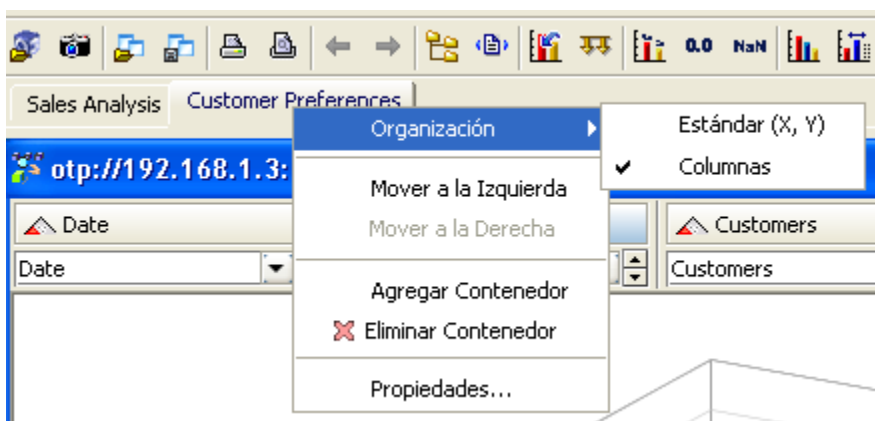 0.0 NaN
Sales Analysis Customer Preferences
Organización
Estándar (X, Y)
Columnas
otp://192.168.1.3:
Mover a la Izquierda
Mover a la Derecha
Date
Customers
Date
Customers
Agregar Contenedor
Eliminar Contenedor
Propiedades...